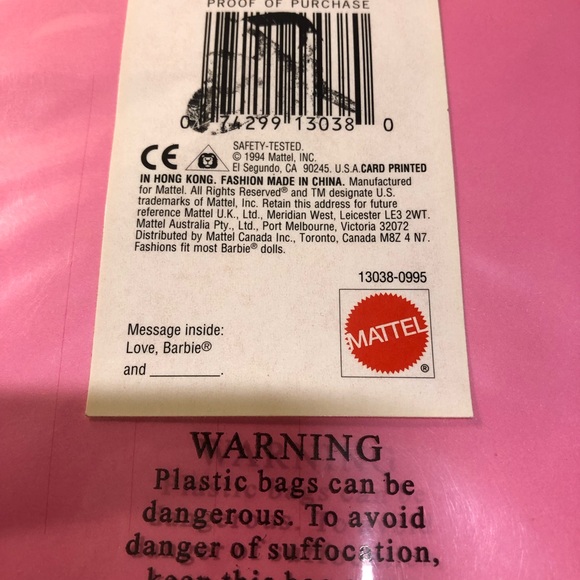 PROOF OF PURCHASE
0 74299 13038 0
CE
SAFETY-TESTED.
© 1994 Mattel, INC.
El Segundo, CA 90245. U.S.A. CARD PRINTED
IN HONG KONG. FASHION MADE IN CHINA. Manufactured
for Mattel. All Rights Reserved® and TM designate U.S.
trademarks of Mattel, Inc. Retain this address for future
reference Mattel U.K., Ltd., Meridian West, Leicester LE3 2WT.
Mattel Australia Pty., Ltd., Port Melbourne, Victoria 32072
Distributed by Mattel Canada Inc., Toronto, Canada M8Z 4 N7.
Fashions fit most Barbie® dolls.
13038-0995
Message inside:
Love, Barbie®
and ________.
MATTEL
®
WARNING
Plastic bags can be
dangerous. To avoid
danger of suffocation,
keep this